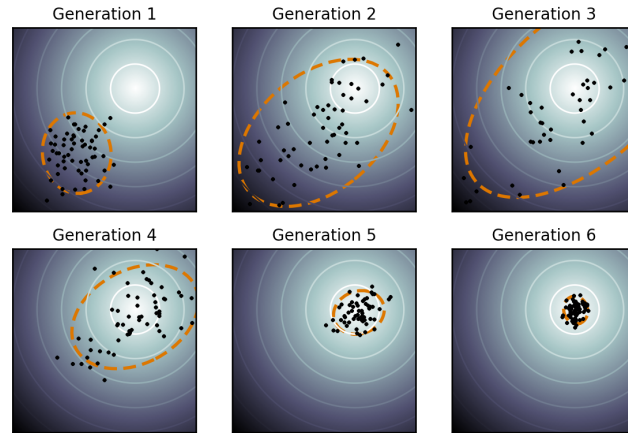 Generation 1
Generation 2
Generation 3
Generation 4
Generation 5
Generation 6